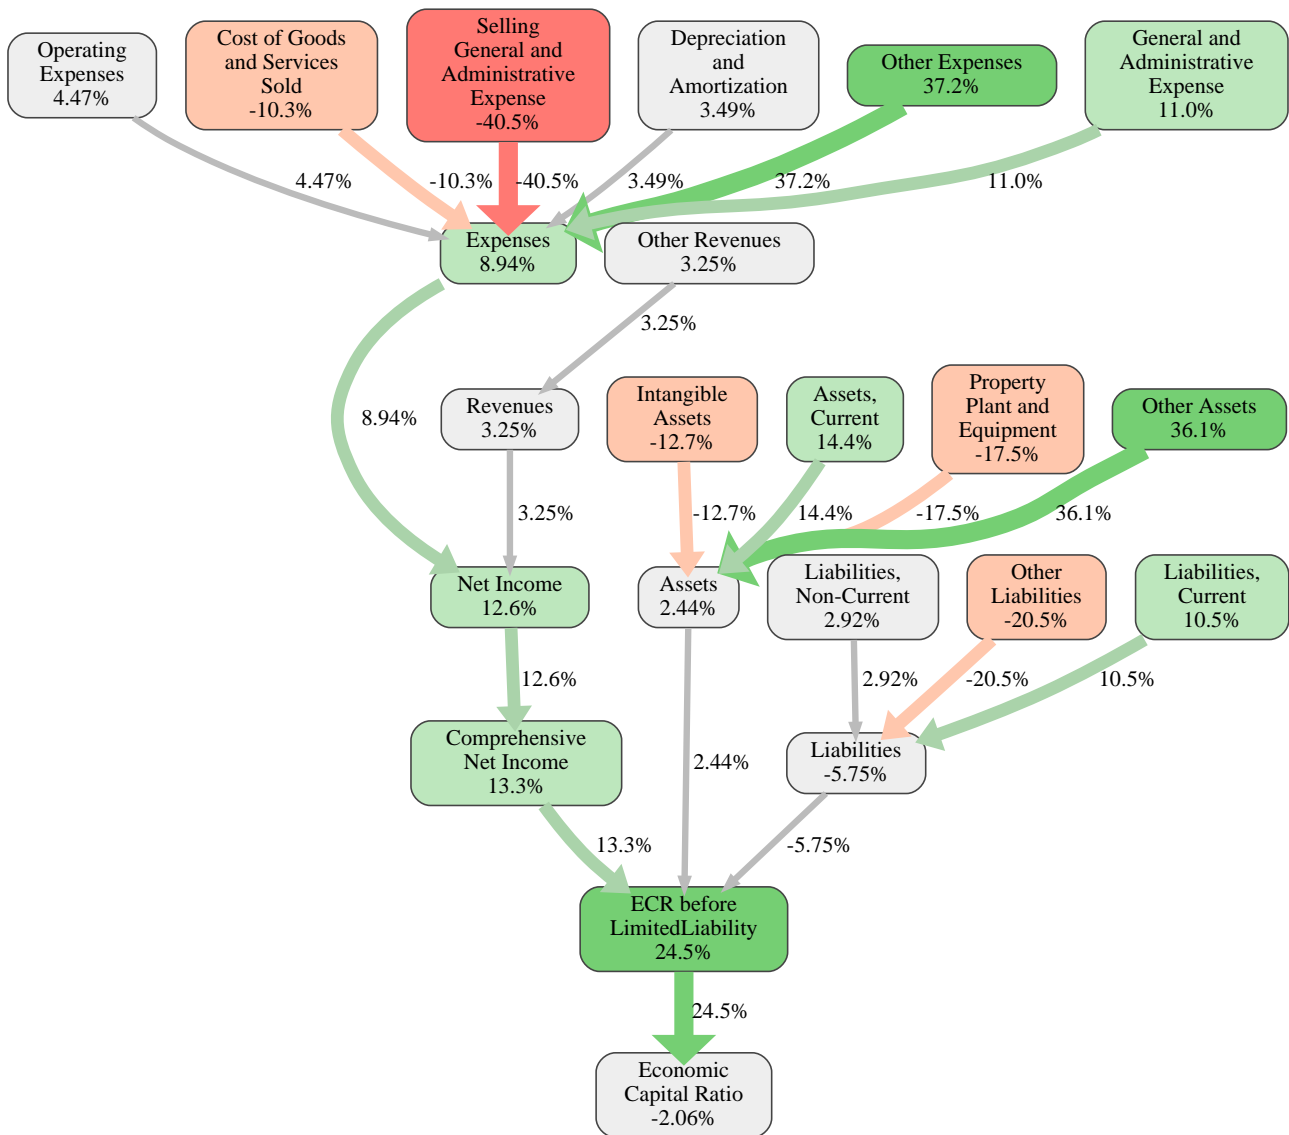 Operating
Expenses
4.47%
Cost of Goods
and Services
Sold
-10.3%
Selling
General and
Administrative
Expense
-40.5%
Depreciation
and
Amortization
3.49%
Other Expenses
37.2%
General and
Administrative
Expense
11.0%
4.47%
-10.3%
-40.5%
3.49%
37.2%
11.0%
Expenses
8.94%
Other Revenues
3.25%
3.25%
8.94%
Revenues
3.25%
Intangible
Assets
-12.7%
Assets,
Current
14.4%
Property
Plant and
Equipment
-17.5%
Other Assets
36.1%
3.25%
-12.7%
14.4%
-17.5%
36.1%
Net Income
12.6%
Assets
2.44%
Liabilities,
Non-Current
2.92%
Other
Liabilities
-20.5%
Liabilities,
Current
10.5%
12.6%
2.92%
-20.5%
10.5%
Comprehensive
Net Income
13.3%
2.44%
Liabilities
-5.75%
13.3%
-5.75%
ECR before
LimitedLiability
24.5%
24.5%
Economic
Capital Ratio
-2.06%